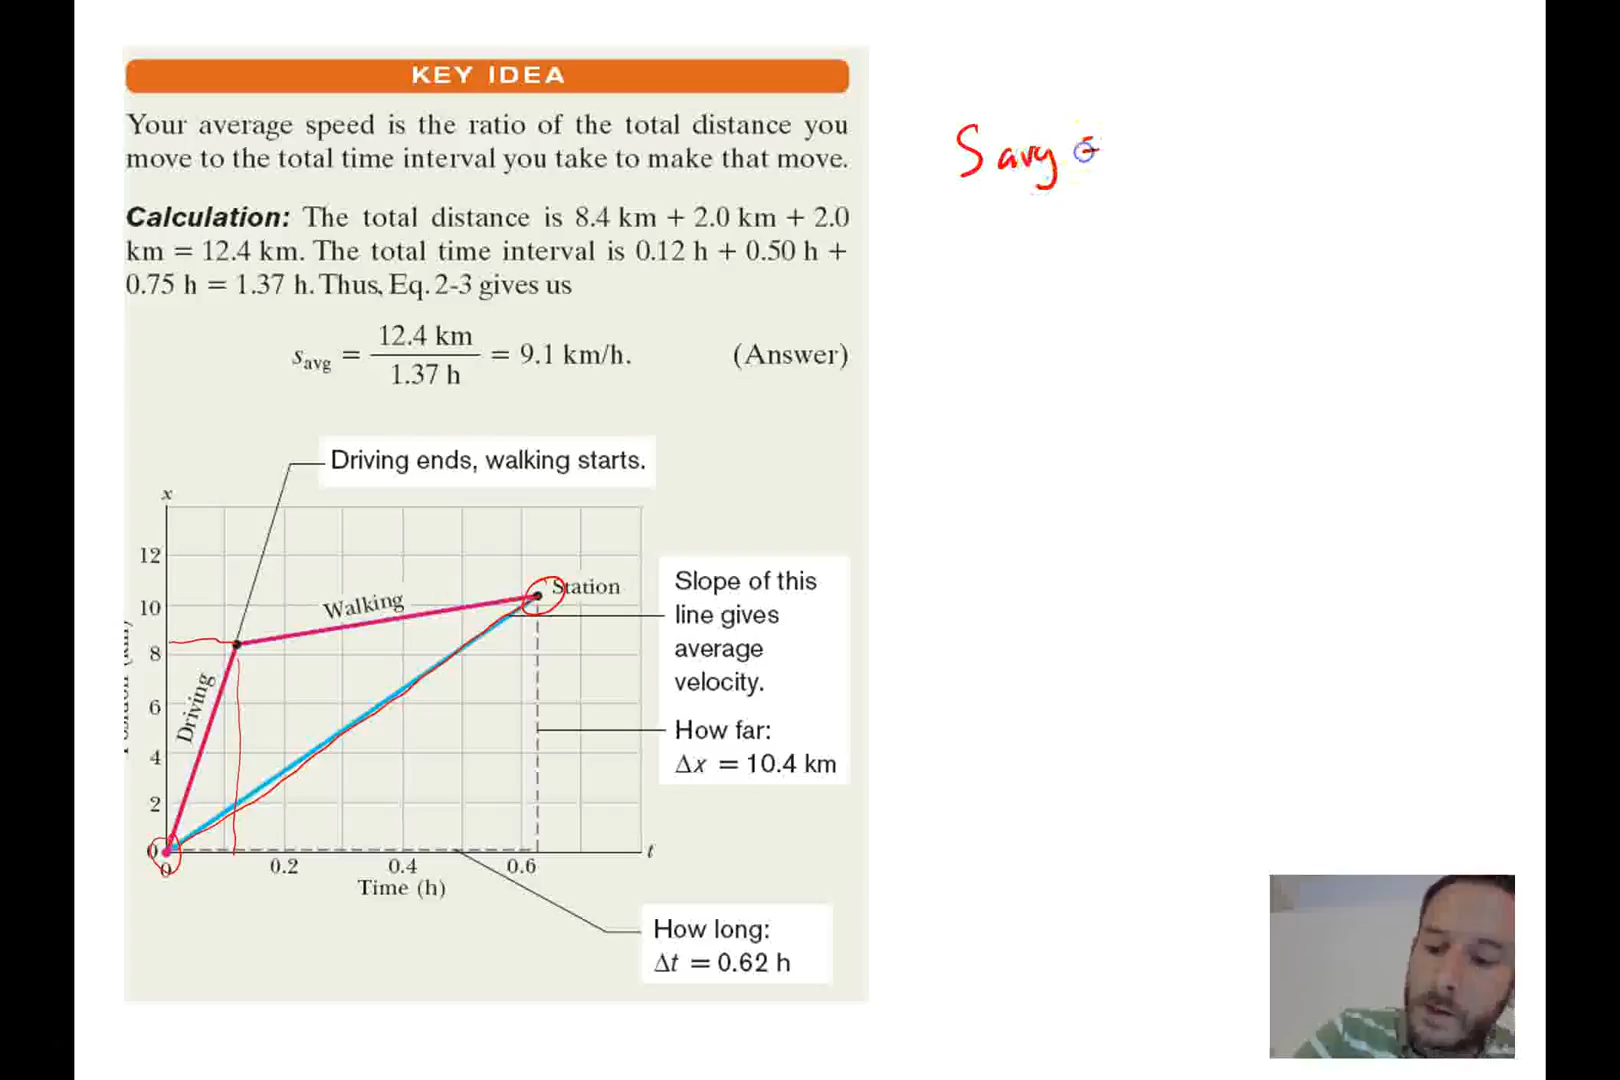 KEY IDEA
Your average speed is the ratio of the total distance you
move to the total time interval you take to make that move.
Calculation: The total distance is 8.4 km + 2.0 km + 2.0
km = 12.4 km. The total time interval is 0.12 h + 0.50 h +
0.75 h = 1.37 h. Thus, Eq. 2-3 gives us
s_avg = 12.4 km / 1.37 h = 9.1 km/h. (Answer)
Savg =
Driving ends, walking starts.
x
12
10
8
6
4
2
0
Driving
Walking
Station
0
0.2
0.4
0.6
t
Time (h)
Slope of this
line gives
average
velocity.
How far:
Δx = 10.4 km
How long:
Δt = 0.62 h